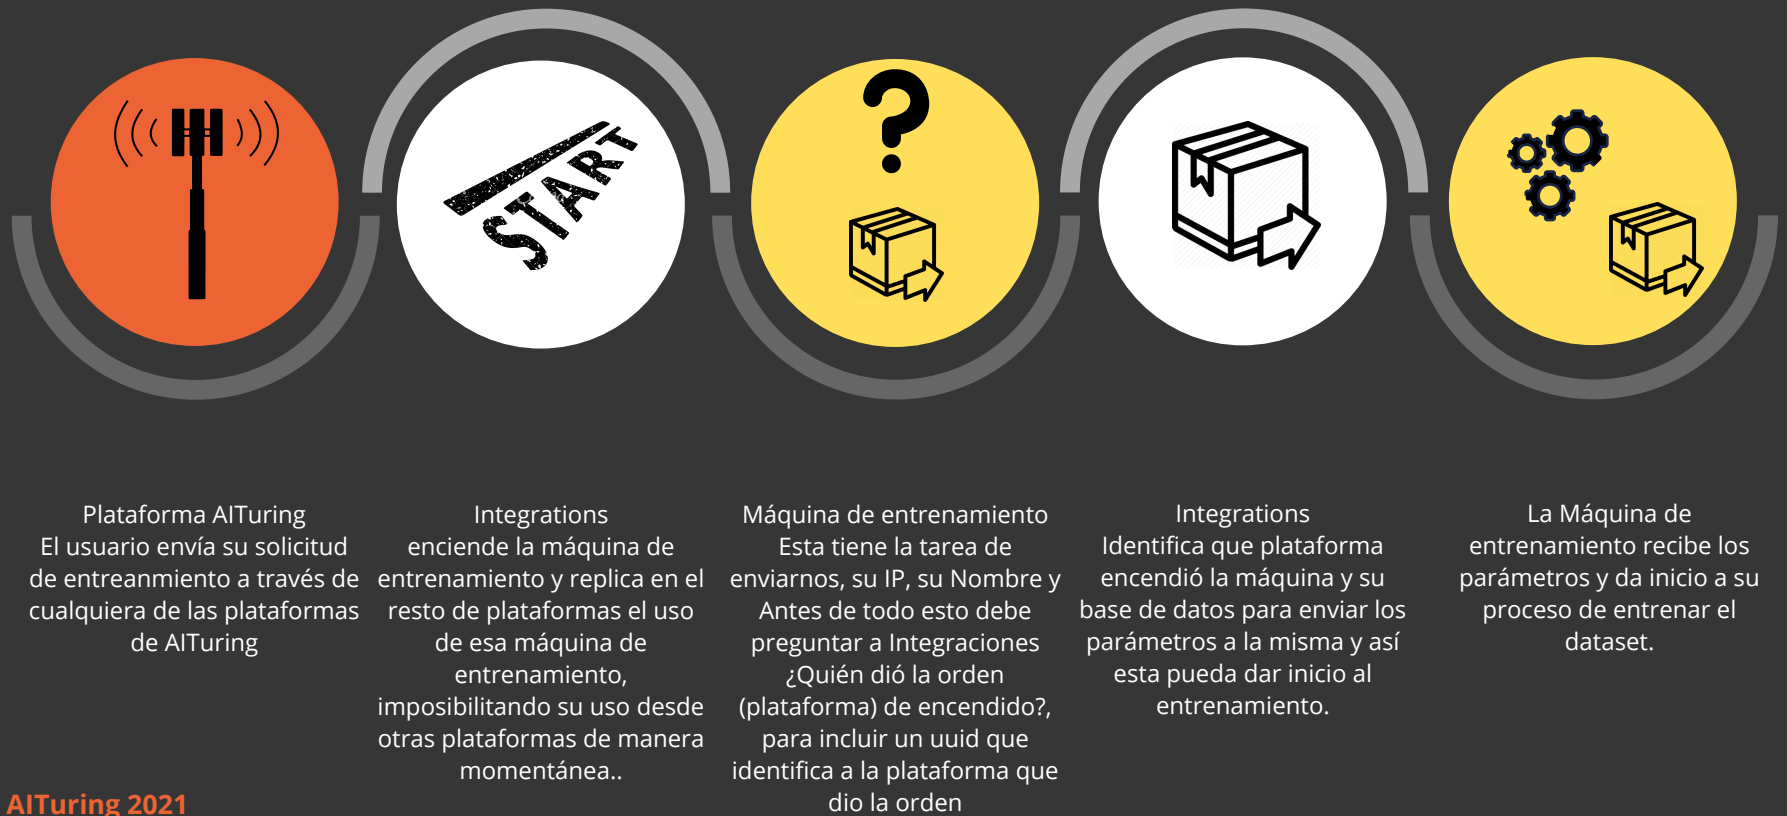 START
Plataforma AITuring
El usuario envía su solicitud
de entreanmiento a través de
cualquiera de las plataformas
de AITuring
Integrations
enciende la máquina de
entrenamiento y replica en el
resto de plataformas el uso
de esa máquina de
entrenamiento,
imposibilitando su uso desde
otras plataformas de manera
momentánea..
Máquina de entrenamiento
Esta tiene la tarea de
enviarnos, su IP, su Nombre y
Antes de todo esto debe
preguntar a Integraciones
¿Quién dió la orden
(plataforma) de encendido?,
para incluir un uuid que
identifica a la plataforma que
dio la orden
Integrations
Identifica que plataforma
encendió la máquina y su
base de datos para enviar los
parámetros a la misma y así
esta pueda dar inicio al
entrenamiento.
La Máquina de
entrenamiento recibe los
parámetros y da inicio a su
proceso de entrenar el
dataset.
AITuring 2021